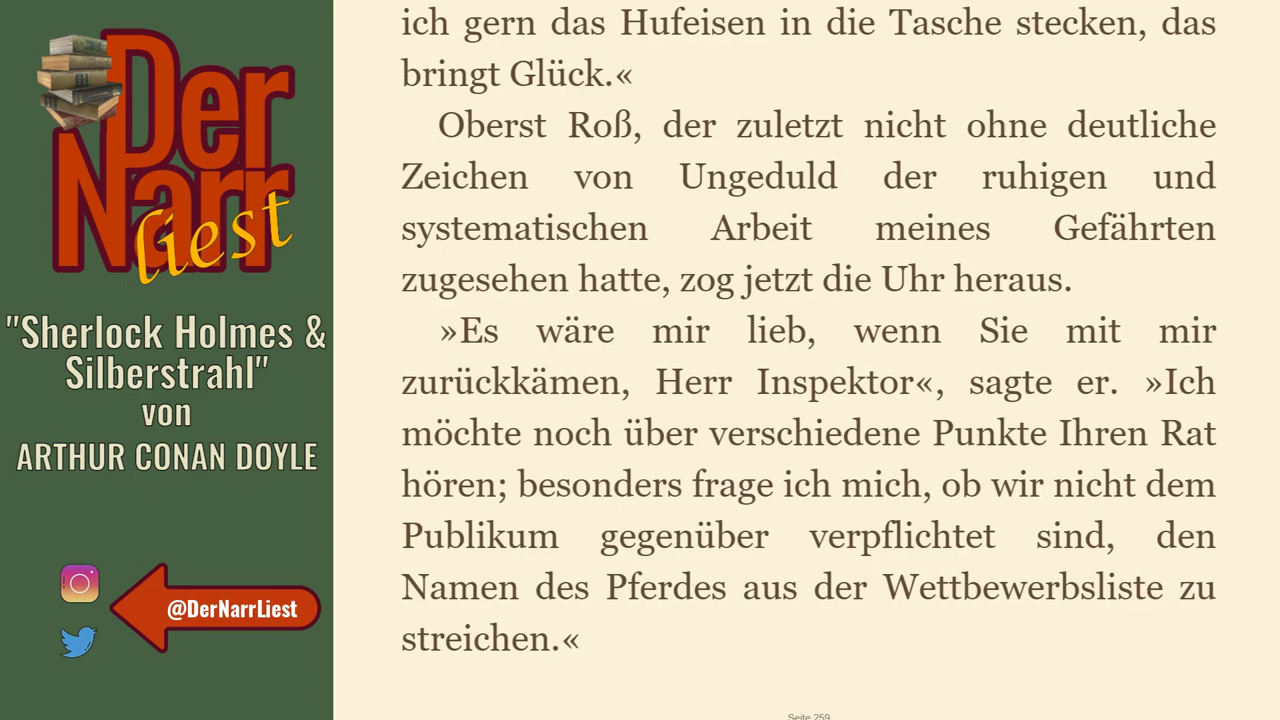 Der
Narr
liest
"Sherlock Holmes &
Silberstrahl"
von
ARTHUR CONAN DOYLE
@DerNarrLiest
ich gern das Hufeisen in die Tasche stecken, das
bringt Glück.«
Oberst Roß, der zuletzt nicht ohne deutliche
Zeichen von Ungeduld der ruhigen und
systematischen Arbeit meines Gefährten
zugesehen hatte, zog jetzt die Uhr heraus.
»Es wäre mir lieb, wenn Sie mit mir
zurückkämen, Herr Inspektor«, sagte er. »Ich
möchte noch über verschiedene Punkte Ihren Rat
hören; besonders frage ich mich, ob wir nicht dem
Publikum gegenüber verpflichtet sind, den
Namen des Pferdes aus der Wettbewerbsliste zu
streichen.«
Seite 259